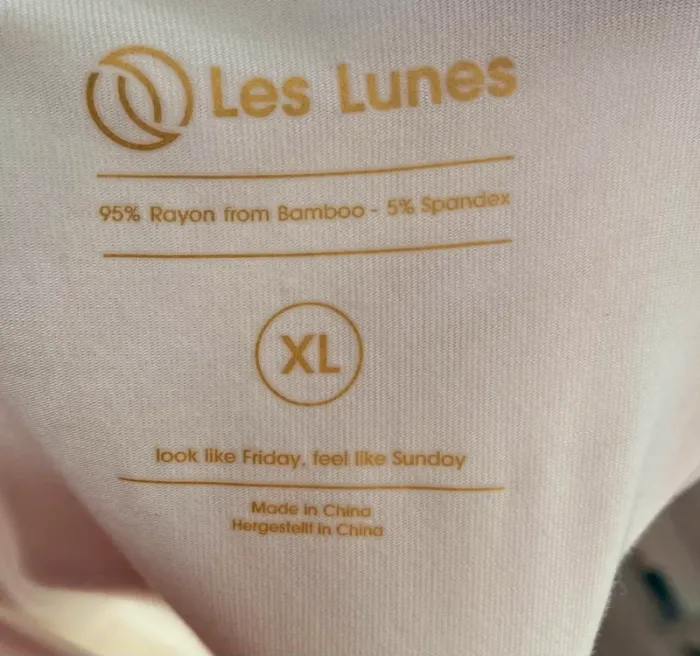 Les Lunes
95% Rayon from Bamboo - 5% Spandex
XL
look like Friday, feel like Sunday
Made in China
Hergestellt in China